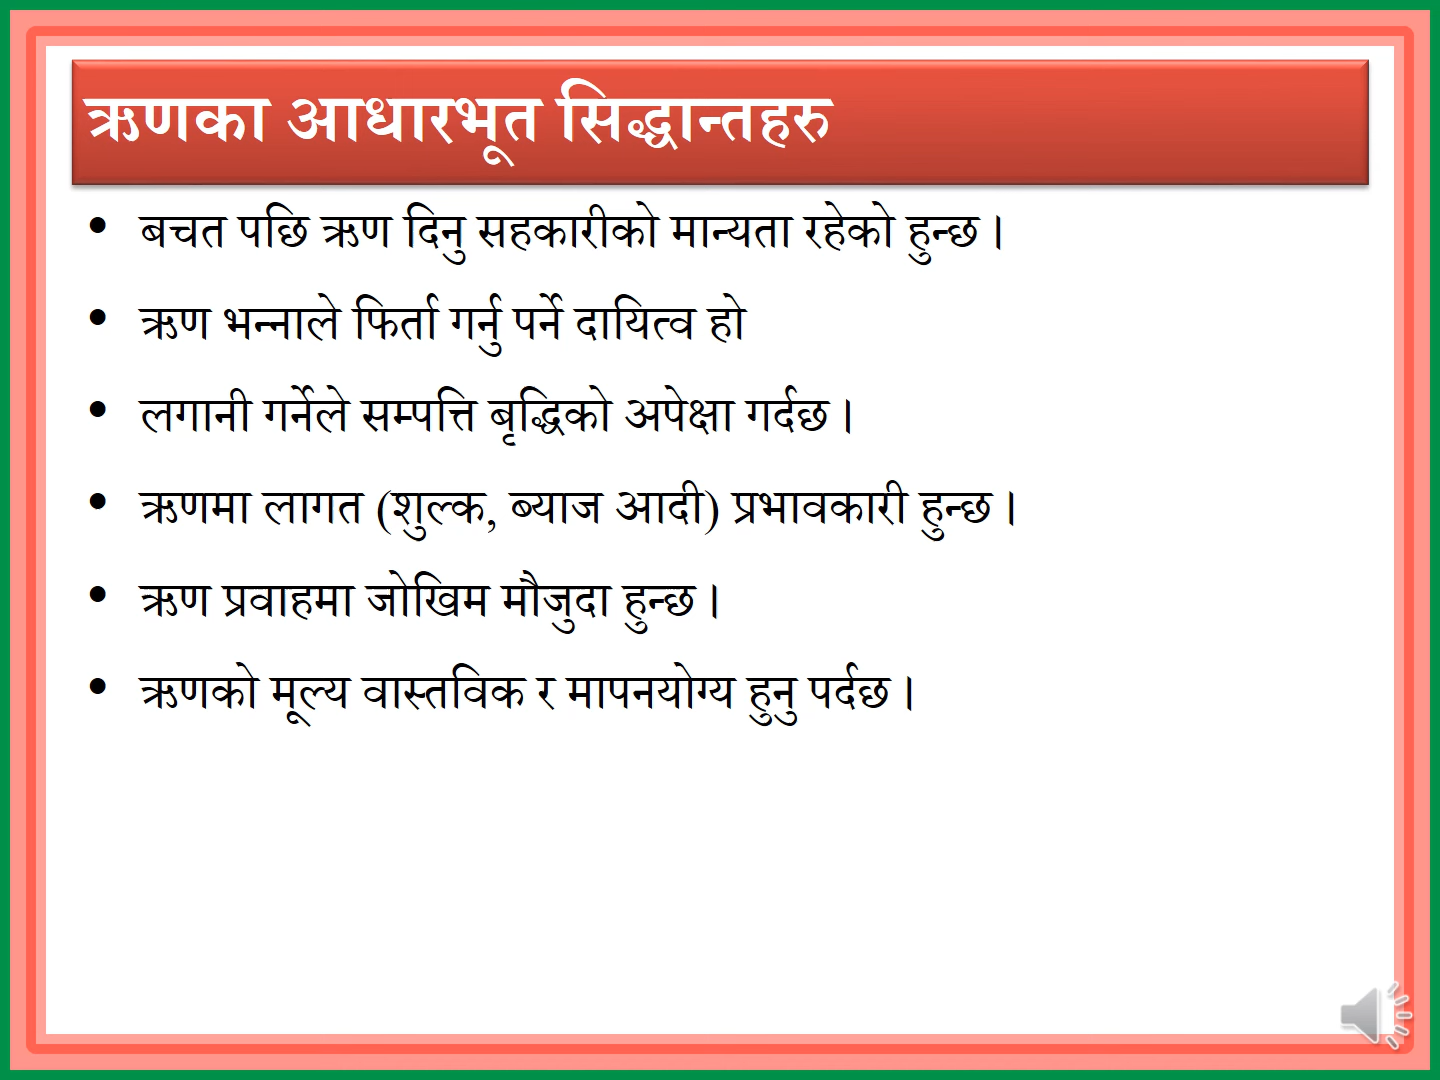 ऋणका आधारभूत सिद्धान्तहरु
• बचत पछि ऋण दिनु सहकारीको मान्यता रहेको हुन्छ।
• ऋण भन्नाले फिर्ता गर्नु पर्ने दायित्व हो
• लगानी गर्नेले सम्पत्ति बृद्धिको अपेक्षा गर्दछ।
• ऋणमा लागत (शुल्क, ब्याज आदी) प्रभावकारी हुन्छ।
• ऋण प्रवाहमा जोखिम मौजुदा हुन्छ।
• ऋणको मूल्य वास्तविक र मापनयोग्य हुनु पर्दछ।